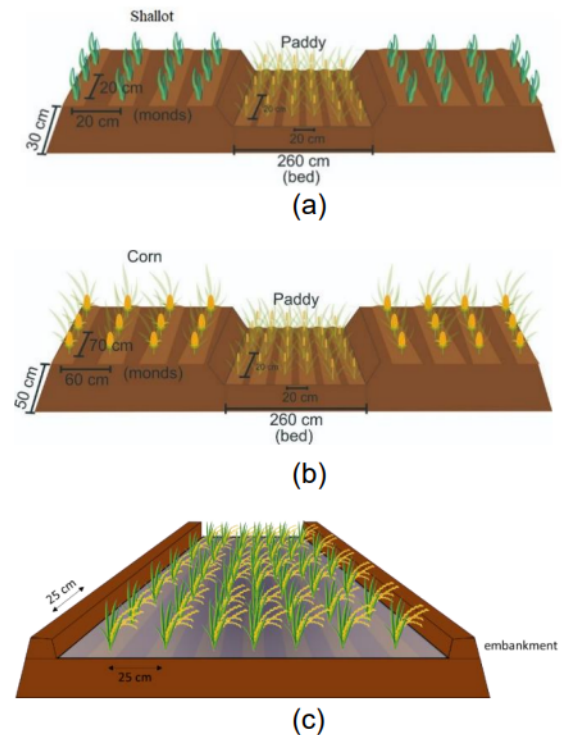 Shallot
Paddy
20 cm
20 cm
20 cm
(monds)
30 cm
20 cm
260 cm
(bed)
(a)
Corn
Paddy
70 cm
20 cm
60 cm
(monds)
50 cm
20 cm
260 cm
(bed)
(b)
25 cm
embankment
25 cm
(c)